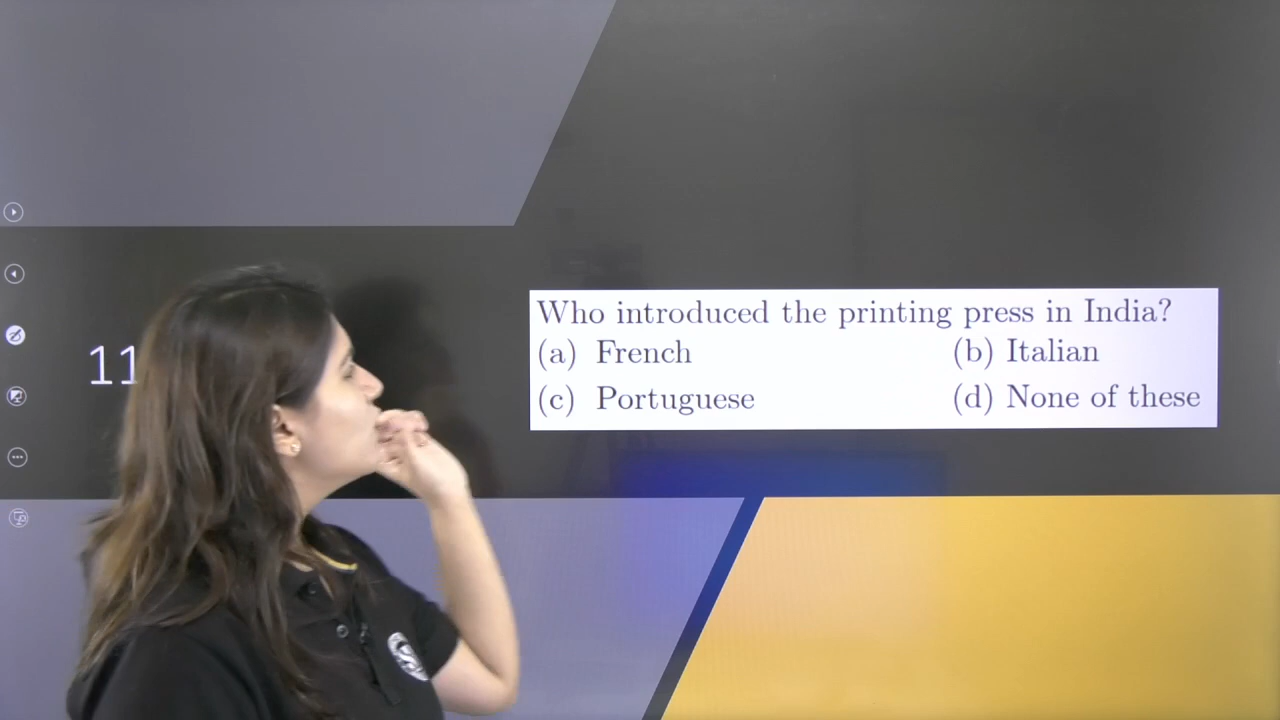 11
Who introduced the printing press in India?
(a) French (b) Italian
(c) Portuguese (d) None of these